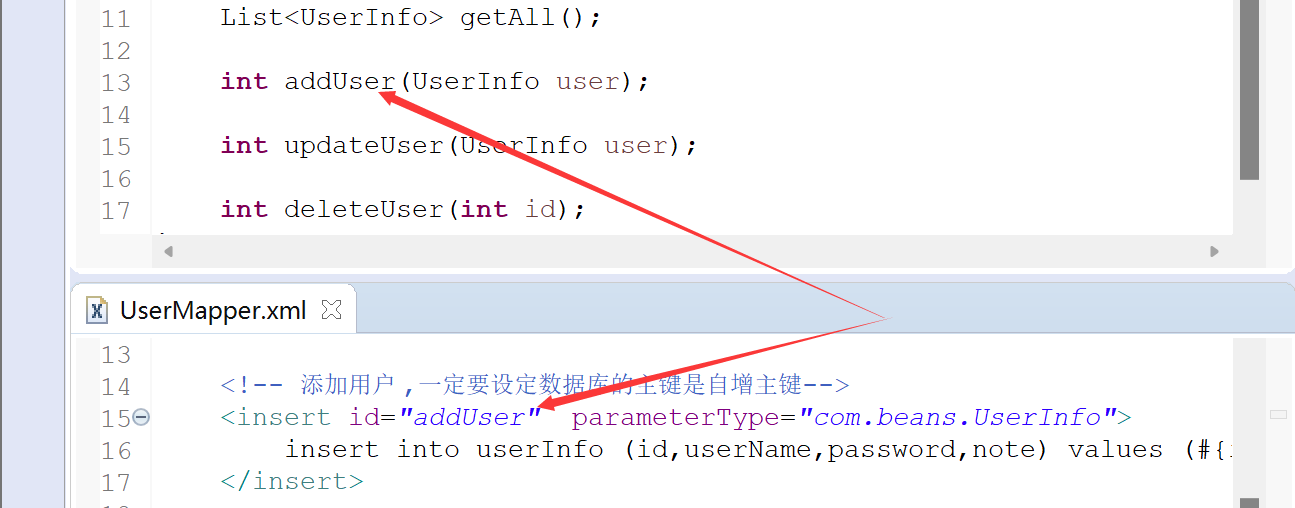 11 List<UserInfo> getAll();
12
13 int addUser(UserInfo user);
14
15 int updateUser(UserInfo user);
16
17 int deleteUser(int id);
UserMapper.xml
13
14 <!-- 添加用户 ,一定要设定数据库的主键是自增主键-->
15 <insert id="addUser" parameterType="com.beans.UserInfo">
16 insert into userInfo (id,userName,password,note) values (#{
17 </insert>